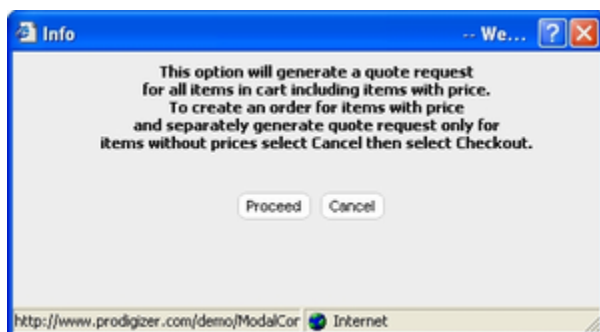 Info -- We...
This option will generate a quote request
for all items in cart including items with price.
To create an order for items with price
and separately generate quote request only for
items without prices select Cancel then select Checkout.
Proceed Cancel
http://www.prodigizer.com/demo/ModalCor Internet